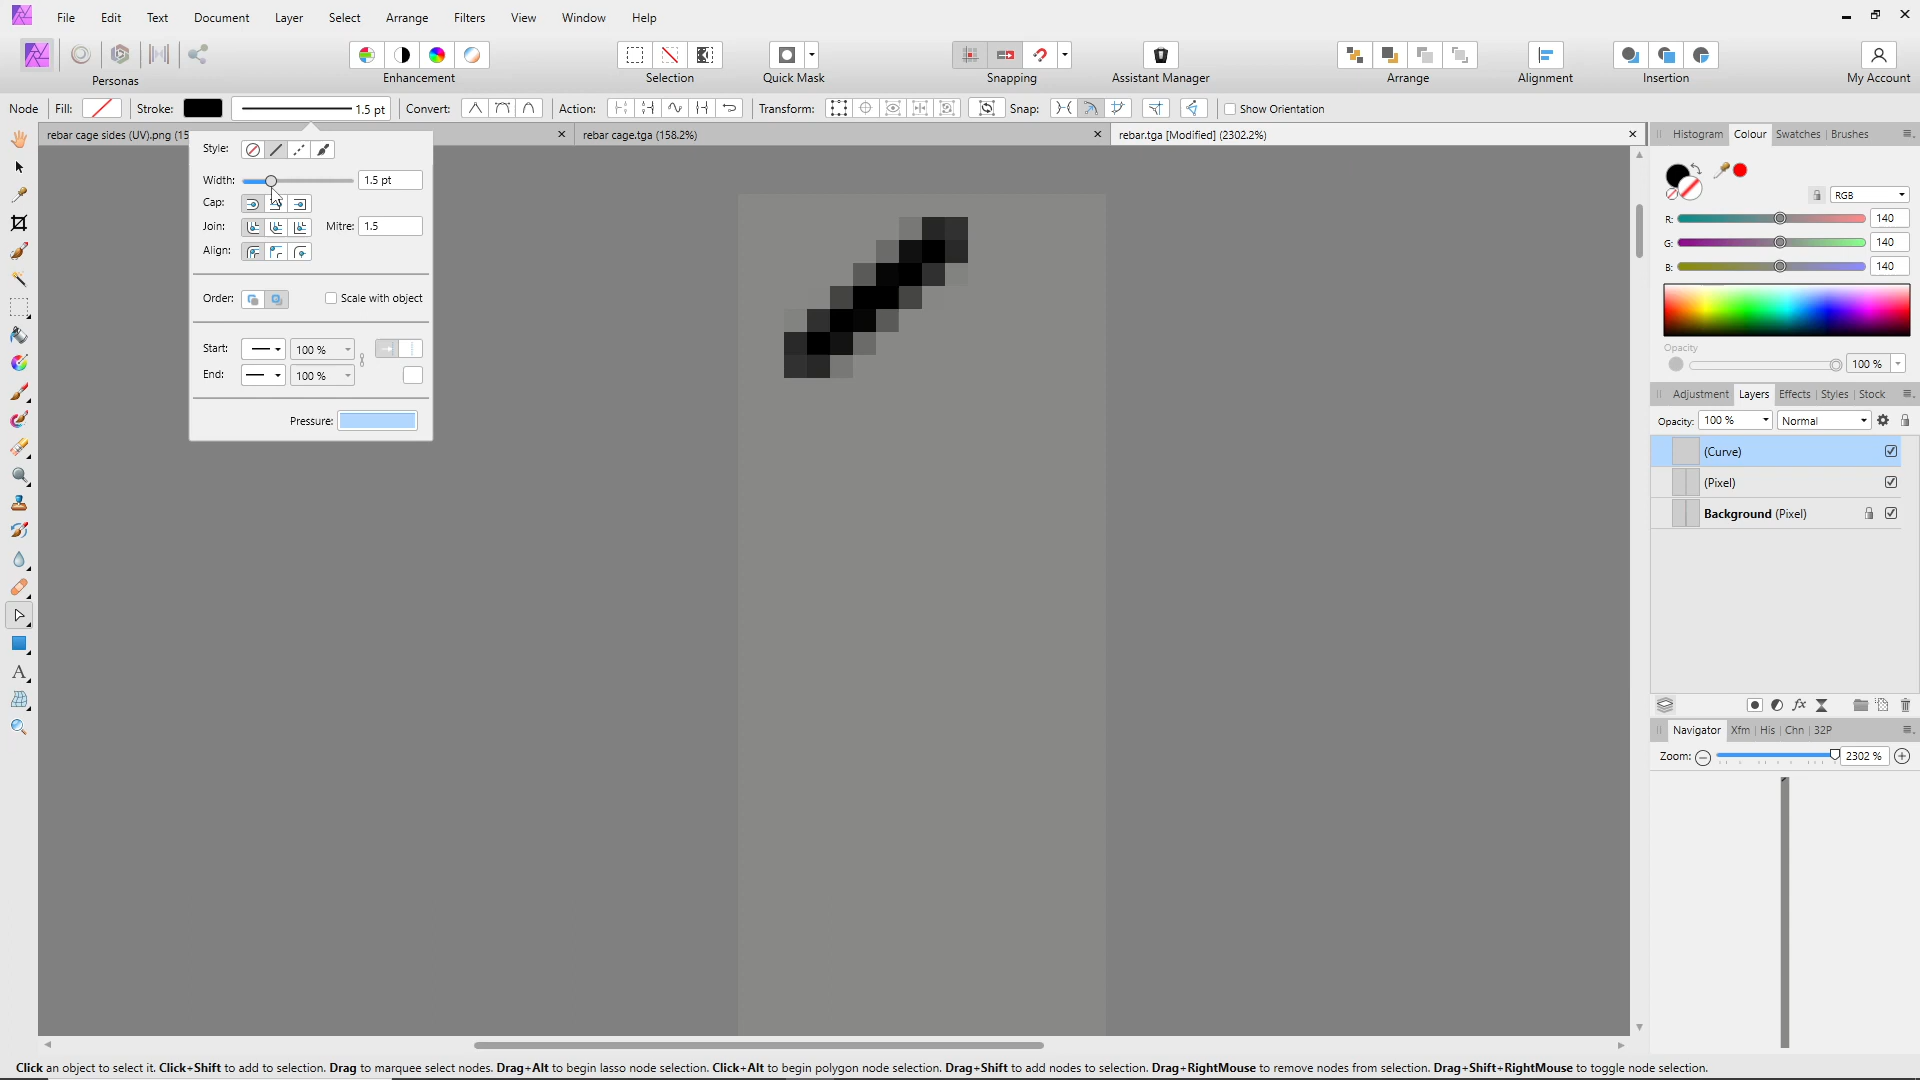 File Edit Text Document Layer Select Arrange Filters View Window Help
Personas Enhancement Selection Quick Mask Snapping Assistant Manager Arrange Alignment Insertion My Account
Node Fill: Stroke: 1.5 pt Convert: Action: Transform: Snap: Show Orientation
rebar cage sides (UV).png (15 rebar cage.tga (158.2%) rebar.tga [Modified] (2302.2%)
Style:
Width: 1.5 pt
Cap:
Join: Mitre: 1.5
Align:
Order: Scale with object
Start: 100 %
End: 100 %
Pressure:
Histogram Colour Swatches Brushes
RGB
R: 140
G: 140
B: 140
Opacity
100 %
Adjustment Layers Effects Styles Stock
Opacity: 100 % Normal
(Curve)
(Pixel)
Background (Pixel)
Navigator Xfm His Chn 32P
Zoom: 2302 %
Click an object to select it. Click+Shift to add to selection. Drag to marquee select nodes. Drag+Alt to begin lasso node selection. Click+Alt to begin polygon node selection. Drag+Shift to add nodes to selection. Drag+RightMouse to remove nodes from selection. Drag+Shift+RightMouse to toggle node selection.